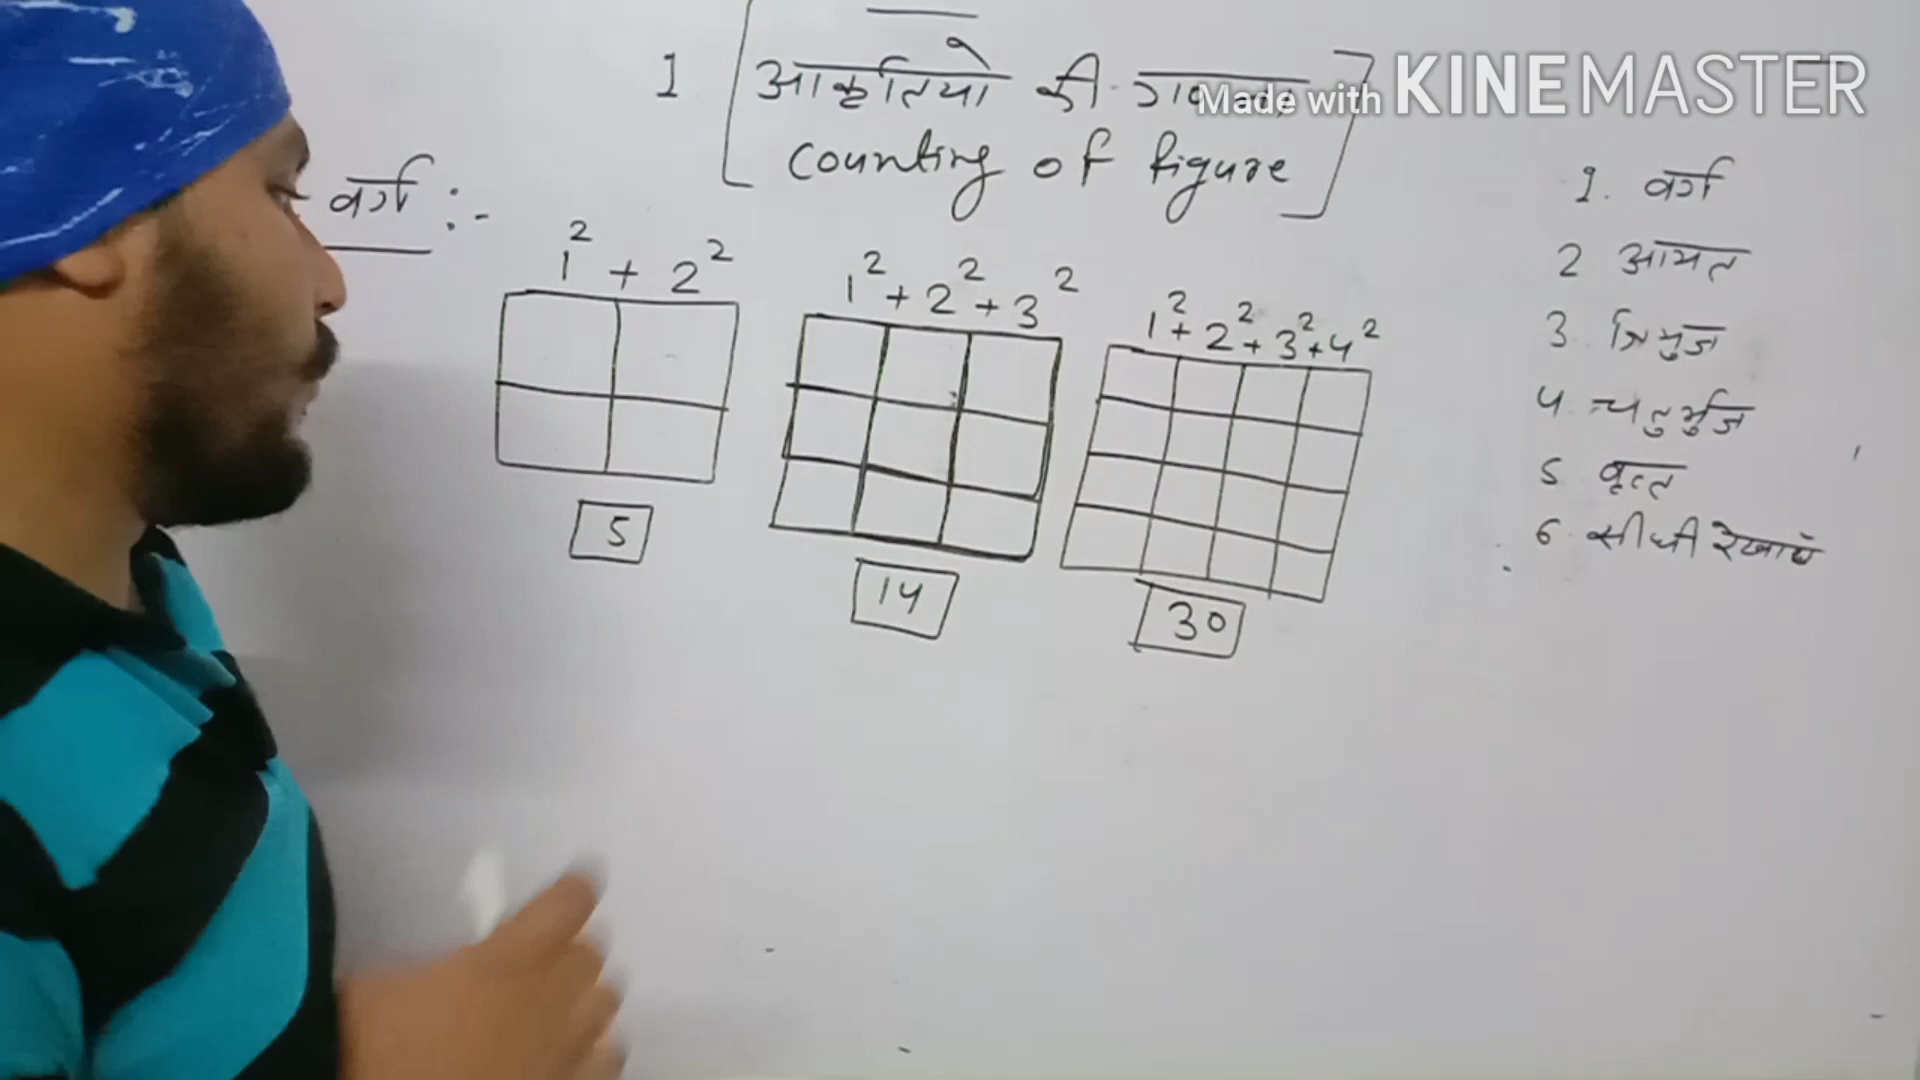 1 आकृतियो की
Made with KINEMASTER
counting of figure
वर्ग :-
1² + 2²
1² + 2² + 3²
1² + 2² + 3² + 4²
5
14
30
1. वर्ग
2 आयत
3 त्रिभुज
4 चतुर्भुज
5 वृत्त
6 सीधी रेखाएं